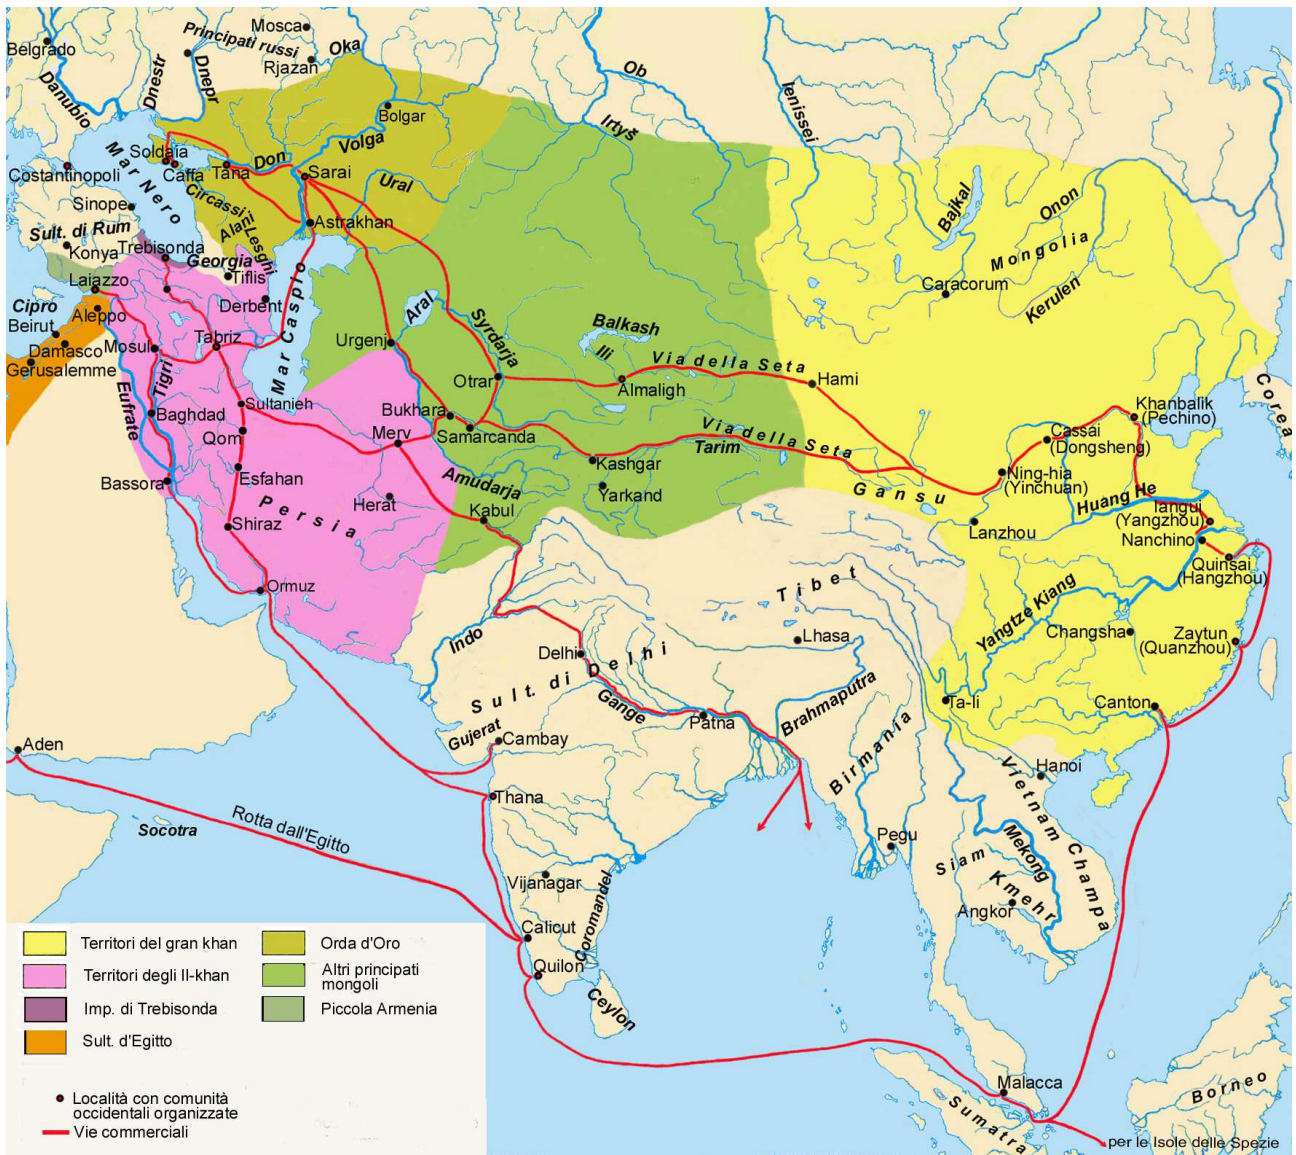 Mosca
Principati russi
Oka
Rjazan
Belgrado
Danubio
Dnestr
Dnepr
Ob
Ienissei
Irtyš
Bolgar
Volga
Don
Soldaia
Caffa
Tana
Sarai
Ural
Costantinopoli
Mar Nero
Circassi
Alani
Lesghi
Astrakhan
Sinope
Sult. di Rum
Konya
Trebisonda
Georgia
Tiflis
Derbent
Mar Caspio
Laiazzo
Cipro
Aleppo
Beirut
Damasco
Gerusalemme
Mosul
Tabriz
Eufrate
Tigri
Baghdad
Sultanieh
Qom
Esfahan
Bassora
Shiraz
Persia
Ormuz
Urgenj
Aral
Syrdarja
Balkash
Ili
Via della Seta
Otrar
Almaligh
Hami
Bukhara
Samarcanda
Merv
Via della Seta
Tarim
Kashgar
Yarkand
Amudarja
Herat
Kabul
Bajkal
Onon
Mongolia
Caracorum
Kerulen
Corea
Khanbalik
(Pechino)
Cassai
(Dongsheng)
Ning-hia
(Yinchuan)
Gansu
Huang He
Lanzhou
Iangui
(Yangzhou)
Nanchino
Quinsai
(Hangzhou)
Tibet
Yangtze Kiang
Changsha
Zaytun
(Quanzhou)
Lhasa
Indo
Delhi
Sult. di Delhi
Gange
Patna
Brahmaputra
Ta-li
Canton
Gujerat
Cambay
Birmania
Hanoi
Vietnam
Aden
Thana
Rotta dall'Egitto
Socotra
Pegu
Siam
Mekong
Champa
Kmehr
Angkor
Vijanagar
Coromandel
Calicut
Quilon
Ceylon
Malacca
Sumatra
Borneo
per le Isole delle Spezie
Territori del gran khan
Orda d'Oro
Territori degli Il-khan
Altri principati
mongoli
Imp. di Trebisonda
Piccola Armenia
Sult. d'Egitto
Località con comunità
occidentali organizzate
Vie commerciali